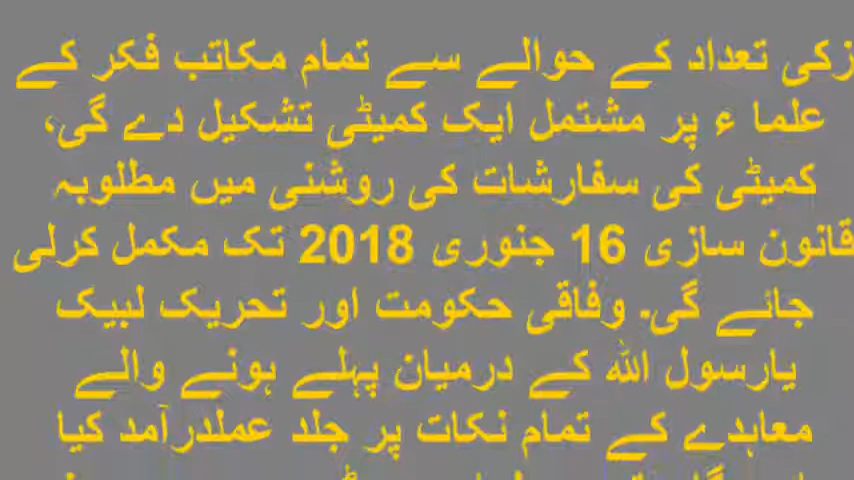 زکی تعداد کے حوالے سے تمام مکاتب فکر کے
علما ء پر مشتمل ایک کمیٹی تشکیل دے گی،
کمیٹی کی سفارشات کی روشنی میں مطلوبہ
قانون سازی 16 جنوری 2018 تک مکمل کرلی
جائے گی۔ وفاقی حکومت اور تحریک لبیک
یارسول اللہ کے درمیان پہلے ہونے والے
معاہدے کے تمام نکات پر جلد عملدرآمد کیا